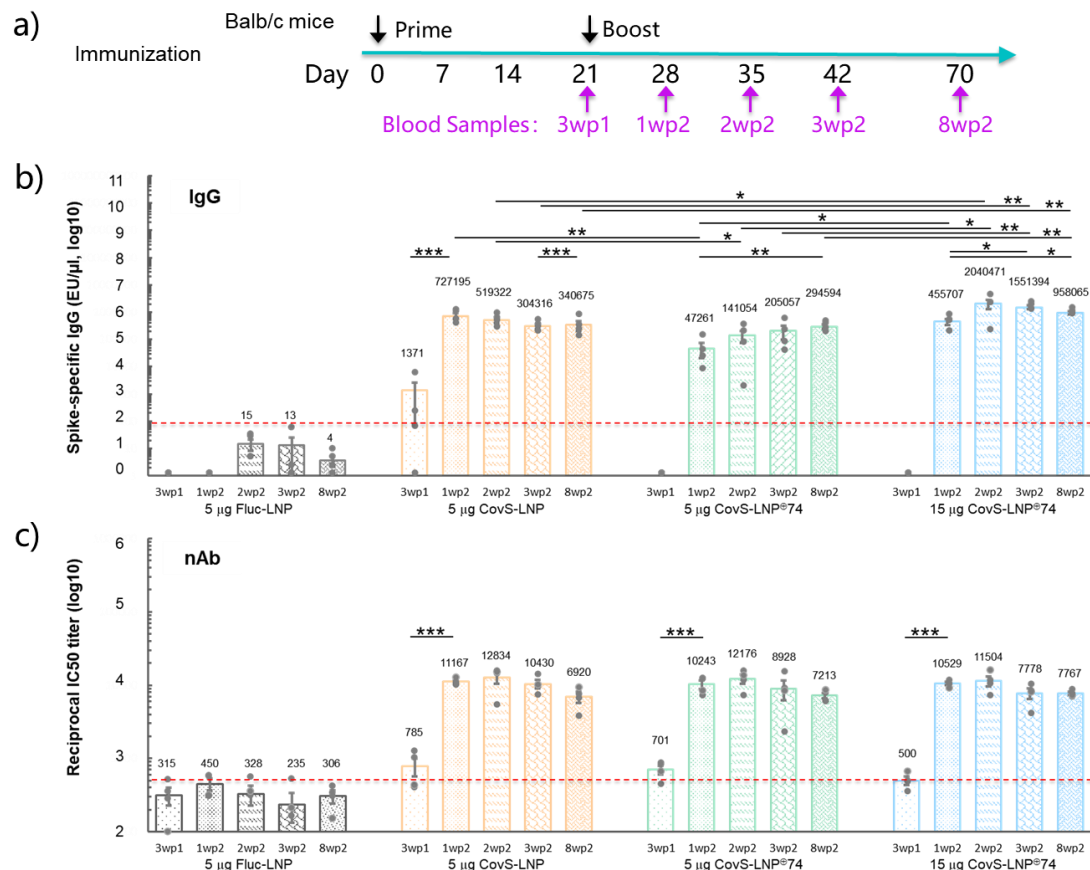 a)
Balb/c mice
Immunization
Prime
Boost
Day 0 7 14 21 28 35 42 70
Blood Samples: 3wp1 1wp2 2wp2 3wp2 8wp2
b)
IgG
Spike-specific IgG (EU/μl, log10)
11
10
9
8
7
6
5
4
3
2
1
0
* ** **
** * * * ** **
*** *** ** * *
15 13 4
1371 727195 519322 304316 340675
47261 141054 205057 294594
455707 2040471 1551394 958065
3wp1 1wp2 2wp2 3wp2 8wp2 3wp1 1wp2 2wp2 3wp2 8wp2 3wp1 1wp2 2wp2 3wp2 8wp2 3wp1 1wp2 2wp2 3wp2 8wp2
5 μg Fluc-LNP 5 μg CovS-LNP 5 μg CovS-LNP⊕74 15 μg CovS-LNP⊕74
c)
nAb
Reciprocal IC50 titer (log10)
6
5
4
3
2
*** *** ***
315 450 328 235 306
785 11167 12834 10430 6920
701 10243 12176 8928 7213
500 10529 11504 7778 7767
3wp1 1wp2 2wp2 3wp2 8wp2 3wp1 1wp2 2wp2 3wp2 8wp2 3wp1 1wp2 2wp2 3wp2 8wp2 3wp1 1wp2 2wp2 3wp2 8wp2
5 μg Fluc-LNP 5 μg CovS-LNP 5 μg CovS-LNP⊕74 15 μg CovS-LNP⊕74